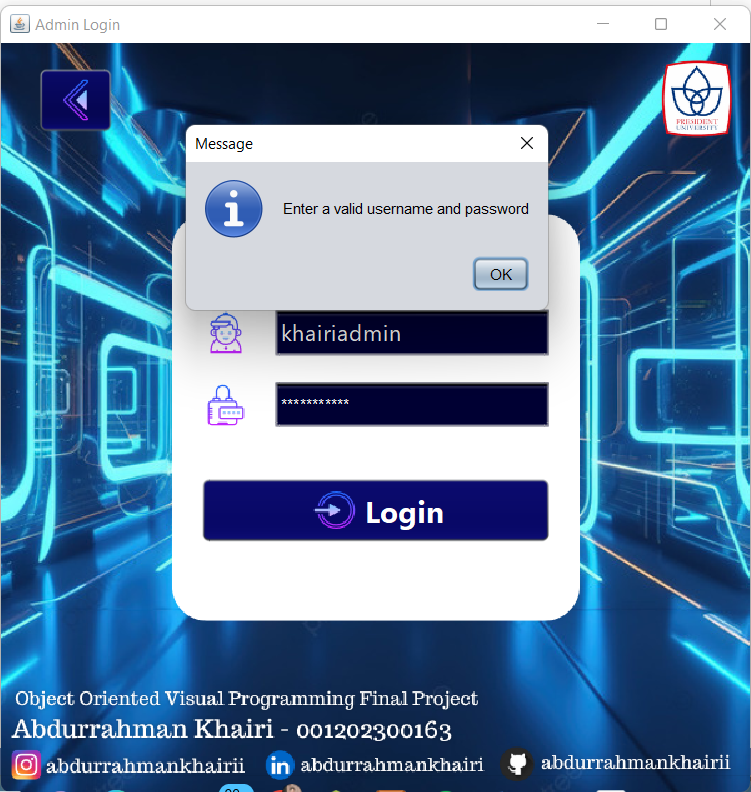 Admin Login
PRESIDENT
UNIVERSITY
Message
Enter a valid username and password
OK
khairiadmin
***********
Login
Object Oriented Visual Programming Final Project
Abdurrahman Khairi - 001202300163
abdurrahmankhairii
abdurrahmankhairi
abdurrahmankhairii